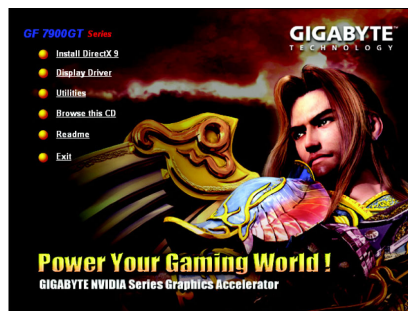 GF 7900GT Series
GIGABYTE™
TECHNOLOGY
Install DirectX 9
Display Driver
Utilities
Browse this CD
Readme
Exit
Power Your Gaming World !
GIGABYTE NVIDIA Series Graphics Accelerator